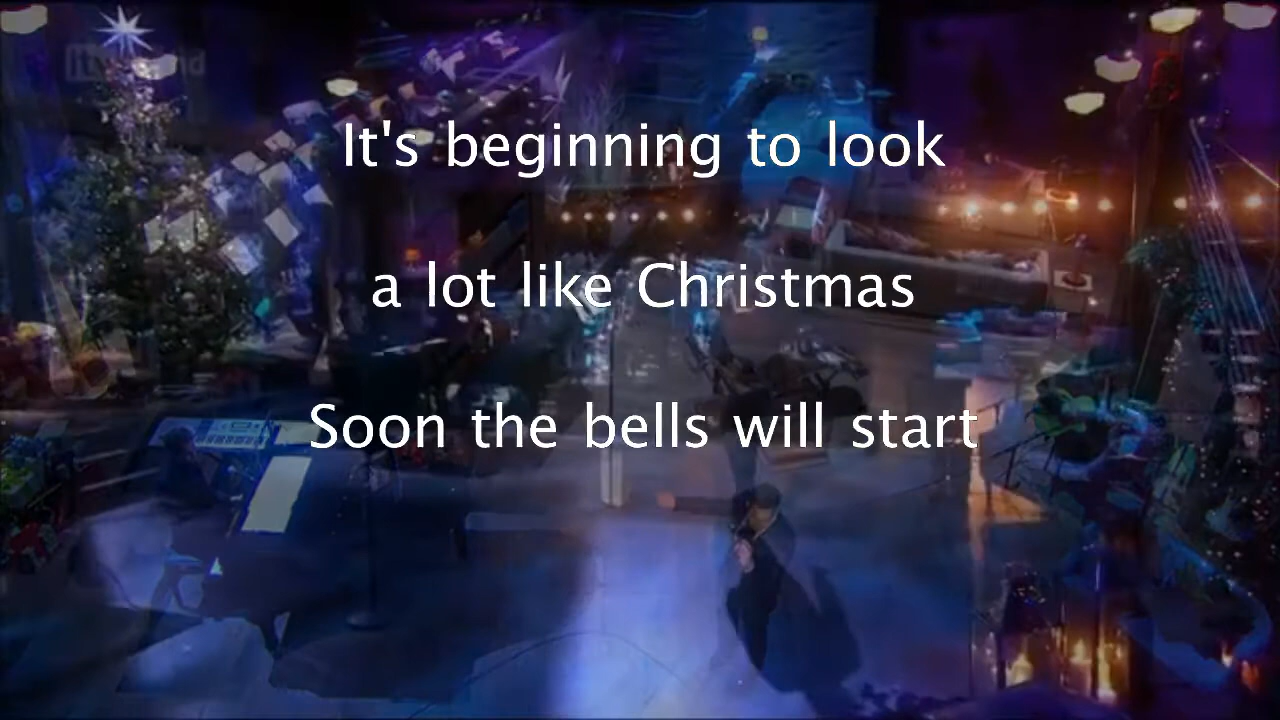 It's beginning to look
a lot like Christmas
Soon the bells will start